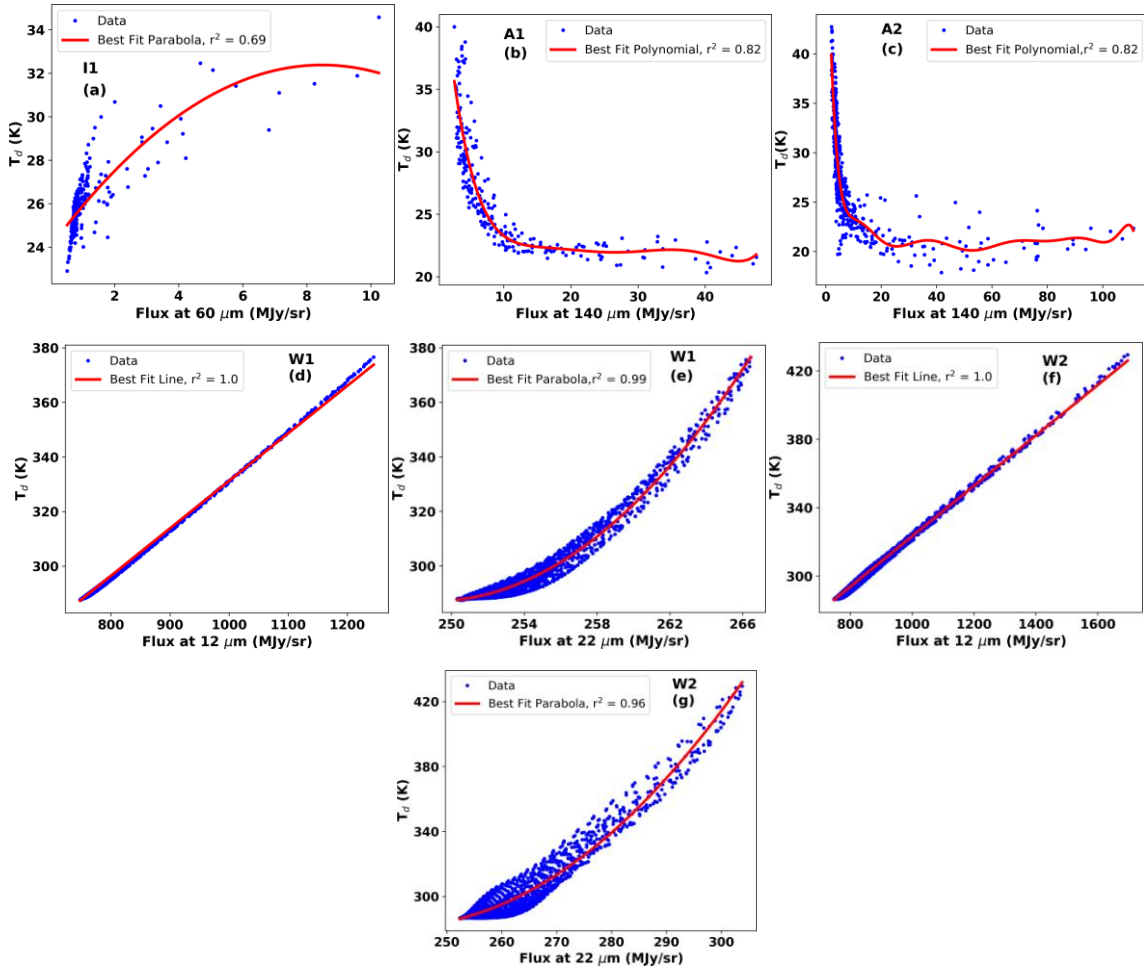 I1
(a)
Data
Best Fit Parabola, r² = 0.69
T_d (K)
34
32
30
28
26
24
2
4
6
8
10
Flux at 60 μm (MJy/sr)
A1
(b)
Data
Best Fit Polynomial, r² = 0.82
T_d (K)
40
35
30
25
20
10
20
30
40
Flux at 140 μm (MJy/sr)
A2
(c)
Data
Best Fit Polynomial,r² = 0.82
T_d(K)
40
35
30
25
20
0
20
40
60
80
100
Flux at 140 μm (MJy/sr)
W1
(d)
Data
Best Fit Line, r² = 1.0
T_d (K)
380
360
340
320
300
800
900
1000
1100
1200
Flux at 12 μm (MJy/sr)
W1
(e)
Data
Best Fit Parabola,r² = 0.99
T_d (K)
380
360
340
320
300
250
254
258
262
266
Flux at 22 μm (MJy/sr)
W2
(f)
Data
Best Fit Line, r² = 1.0
T_d (K)
420
380
340
300
800
1000
1200
1400
1600
Flux at 12 μm (MJy/sr)
W2
(g)
Data
Best Fit Parabola, r² = 0.96
T_d (K)
420
380
340
300
250
260
270
280
290
300
Flux at 22 μm (MJy/sr)